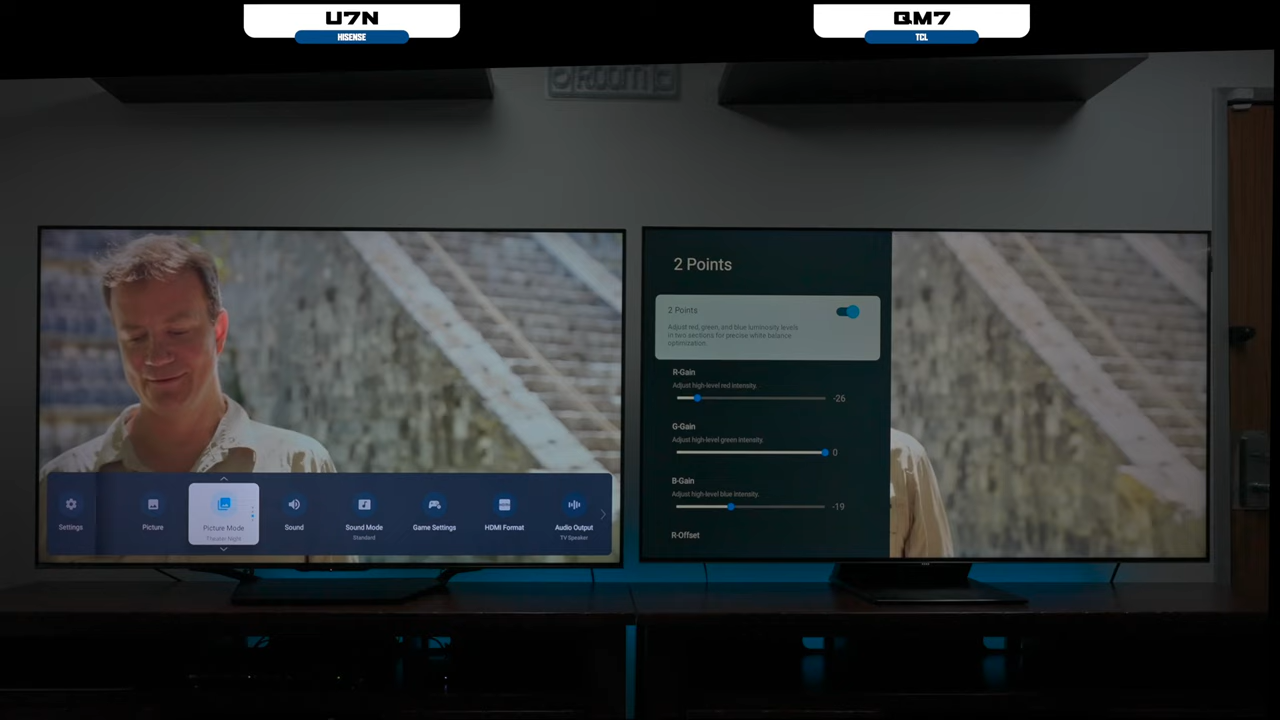 U7N
HISENSE
QM7
TCL
ROOM
2 Points
2 Points
Adjust red, green, and blue luminosity levels
in two sections for precise white balance
optimization.
R-Gain
Adjust high-level red intensity.
-26
G-Gain
Adjust high-level green intensity.
0
B-Gain
Adjust high-level blue intensity.
-19
R-Offset
Settings
Picture
Picture Mode
Theater Night
Sound
Sound Mode
Standard
Game Settings
HDMI Format
Audio Output
TV Speaker